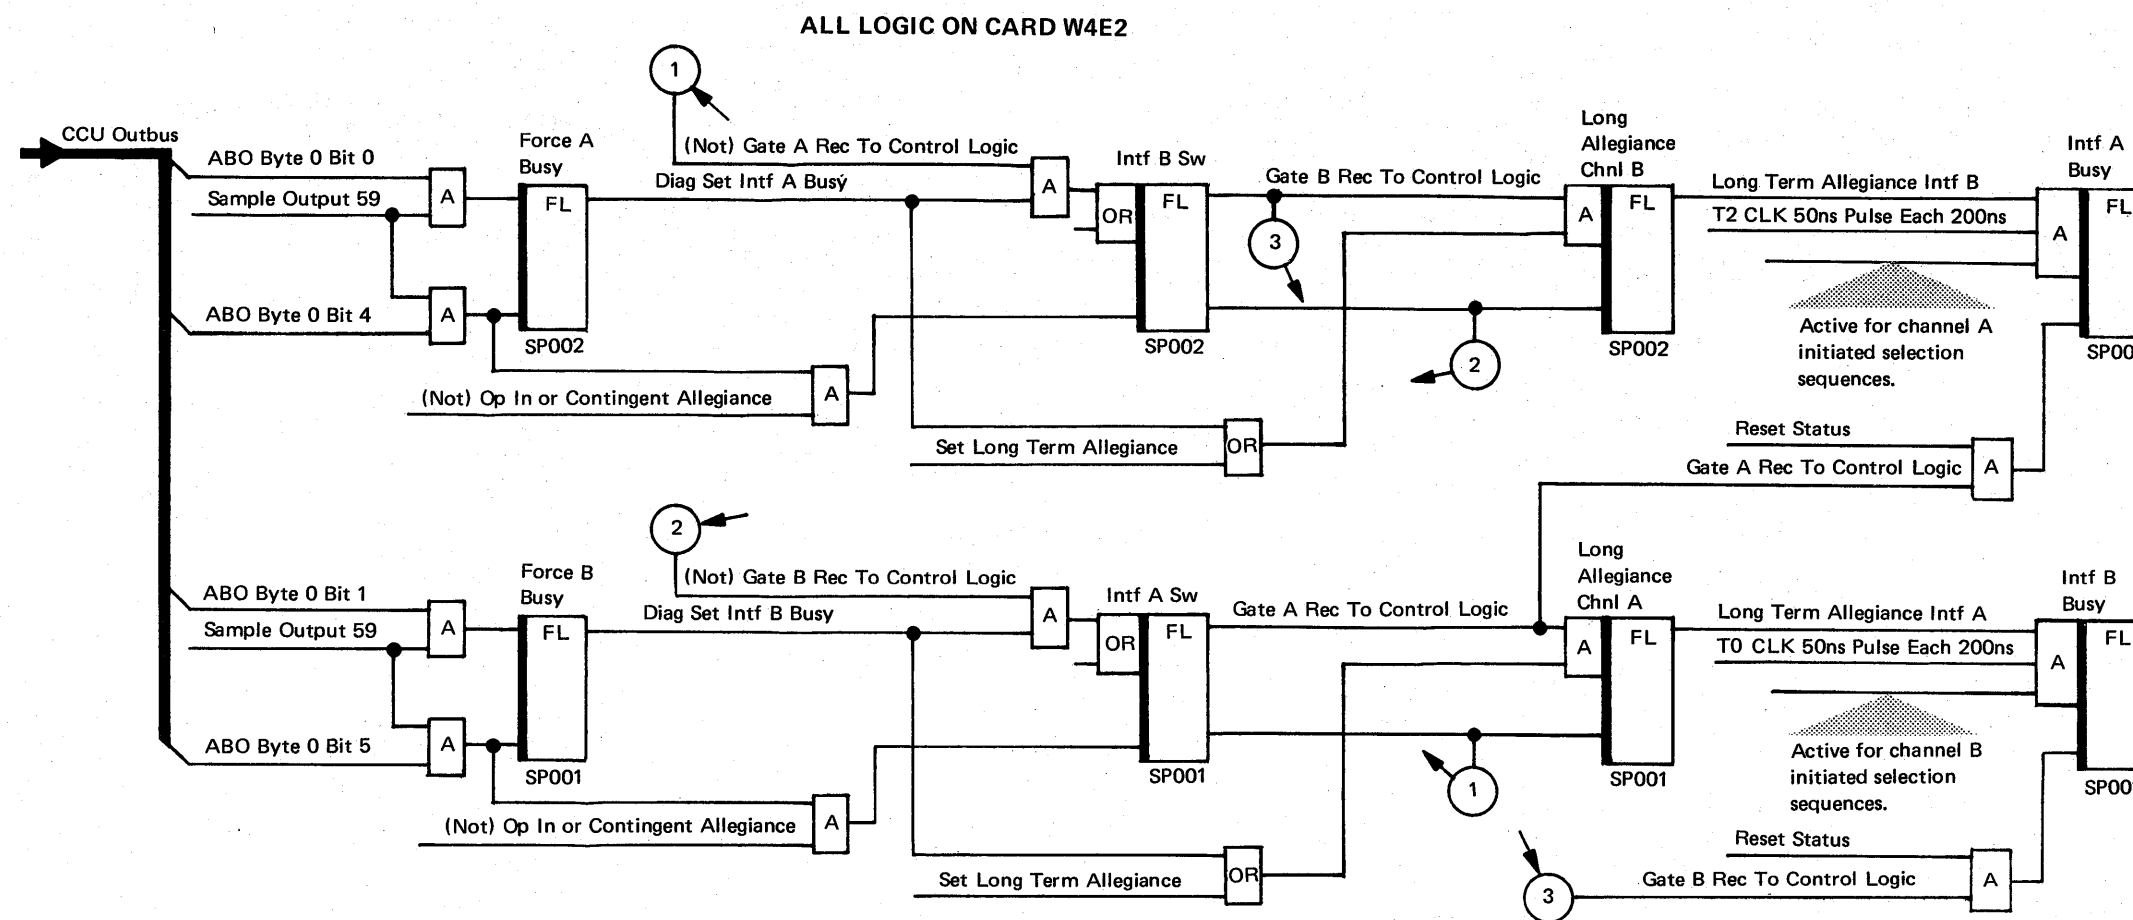 ALL LOGIC ON CARD W4E2
1
CCU Outbus
ABO Byte 0 Bit 0
Sample Output 59
A
Force A
Busy
FL
SP002
ABO Byte 0 Bit 4
A
(Not) Op In or Contingent Allegiance
A
(Not) Gate A Rec To Control Logic
Diag Set Intf A Busy
A
OR
Intf B Sw
FL
SP002
Gate B Rec To Control Logic
3
2
Set Long Term Allegiance
OR
Long
Allegiance
Chnl B
A
FL
SP002
Long Term Allegiance Intf B
T2 CLK 50ns Pulse Each 200ns
A
Active for channel A
initiated selection
sequences.
Intf A
Busy
FL
SP00
Reset Status
Gate A Rec To Control Logic
A
2
ABO Byte 0 Bit 1
Sample Output 59
A
Force B
Busy
FL
SP001
ABO Byte 0 Bit 5
A
(Not) Op In or Contingent Allegiance
A
(Not) Gate B Rec To Control Logic
Diag Set Intf B Busy
A
OR
Intf A Sw
FL
SP001
Gate A Rec To Control Logic
1
Set Long Term Allegiance
OR
Long
Allegiance
Chnl A
A
FL
SP001
Long Term Allegiance Intf A
T0 CLK 50ns Pulse Each 200ns
A
Active for channel B
initiated selection
sequences.
Intf B
Busy
FL
SP00
Reset Status
3
Gate B Rec To Control Logic
A